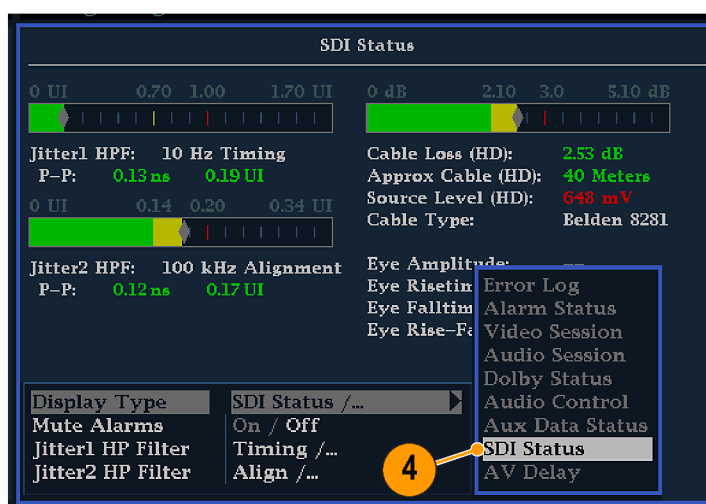 SDI Status
0 UI 0.70 1.00 1.70 UI
0 dB 2.10 3.0 5.10 dB
Jitter1 HPF: 10 Hz Timing
P-P: 0.13 ns 0.19 UI
0 UI 0.14 0.20 0.34 UI
Jitter2 HPF: 100 kHz Alignment
P-P: 0.12 ns 0.17 UI
Cable Loss (HD): 2.53 dB
Approx Cable (HD): 40 Meters
Source Level (HD): 648 mV
Cable Type: Belden 8281
Eye Amplitude: --
Eye Risetim
Eye Falltim
Eye Rise-Fa
Display Type SDI Status /...
Mute Alarms On / Off
Jitter1 HP Filter Timing /...
Jitter2 HP Filter Align /...
Error Log
Alarm Status
Video Session
Audio Session
Dolby Status
Audio Control
Aux Data Status
SDI Status
AV Delay
4